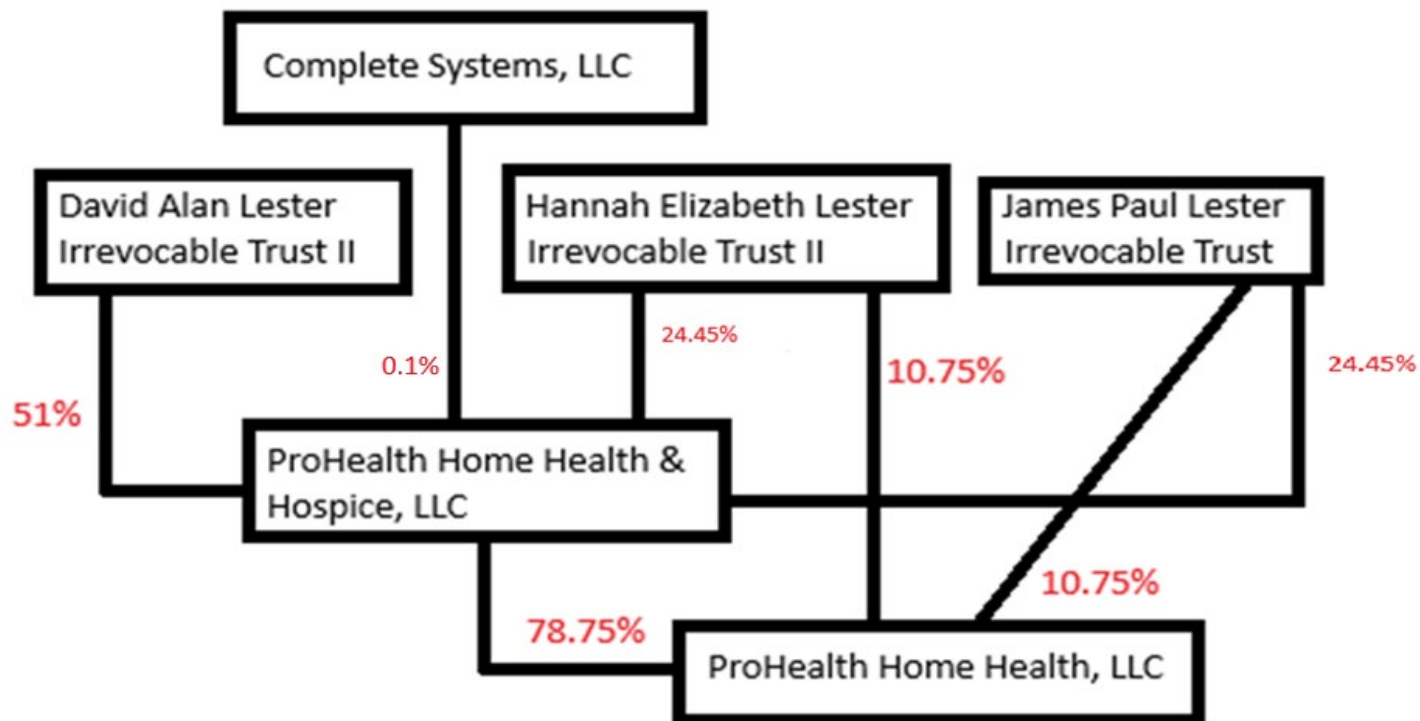 Complete Systems, LLC
David Alan Lester
Irrevocable Trust II
Hannah Elizabeth Lester
Irrevocable Trust II
James Paul Lester
Irrevocable Trust
51%
0.1%
24.45%
10.75%
24.45%
ProHealth Home Health &
Hospice, LLC
78.75%
10.75%
ProHealth Home Health, LLC